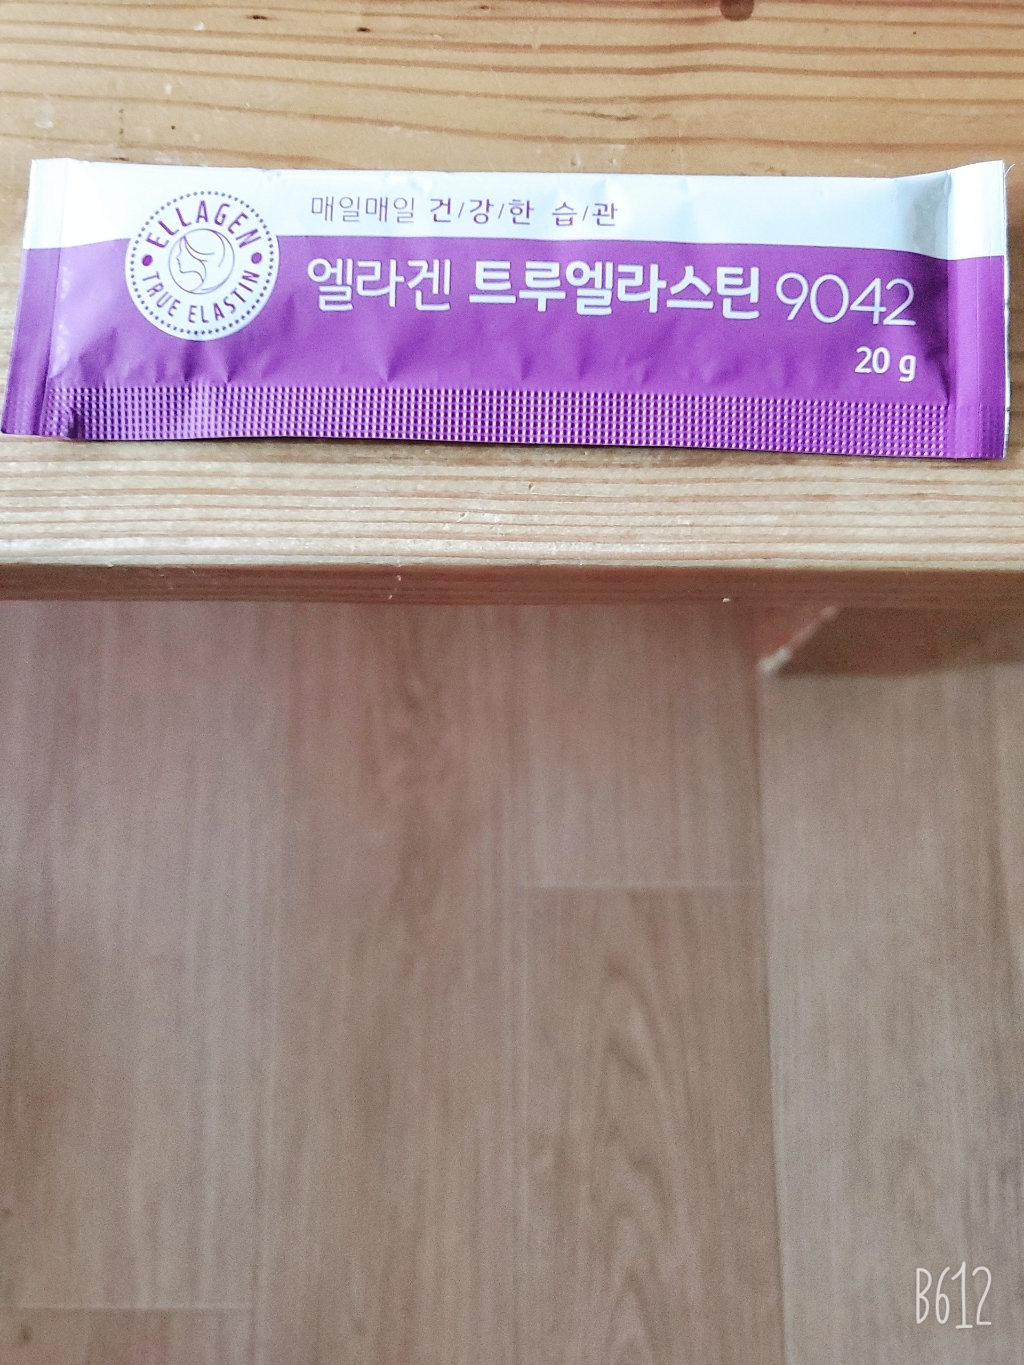 ELLAGEN
TRUE ELASTIN
매일매일 건/강/한 습/관
엘라겐 트루엘라스틴 9042
20 g
B612